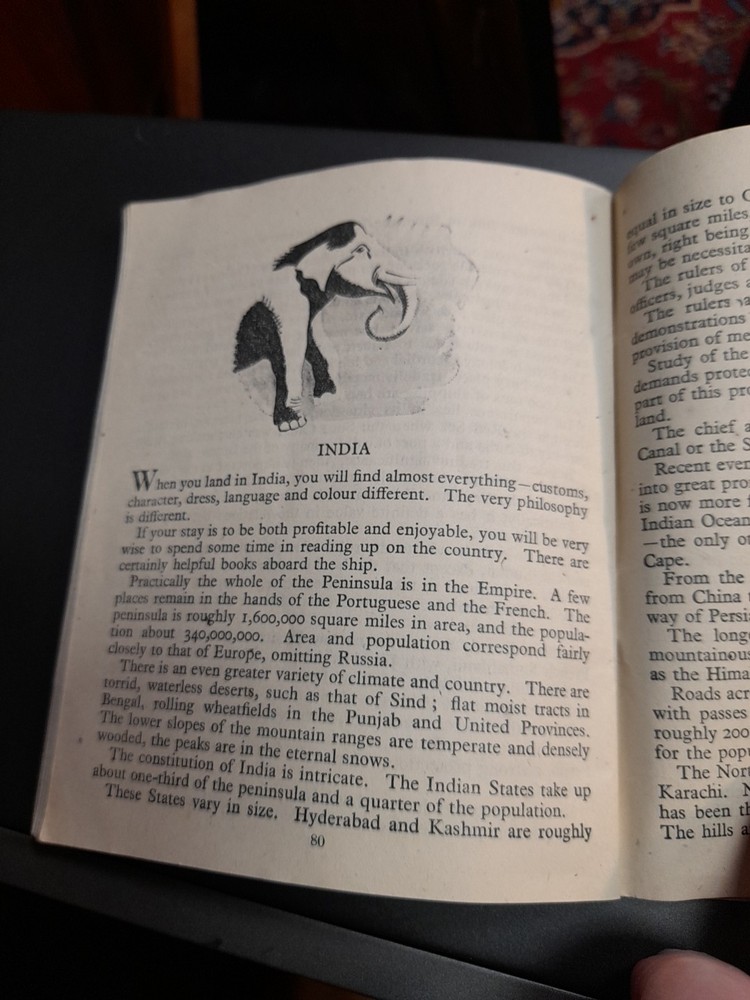 INDIA
When you land in India, you will find almost everything—customs,
character, dress, language and colour different. The very philosophy
is different.
If your stay is to be both profitable and enjoyable, you will be very
wise to spend some time in reading up on the country. There are
certainly helpful books aboard the ship.
Practically the whole of the Peninsula is in the Empire. A few
places remain in the hands of the Portuguese and the French. The
peninsula is roughly 1,600,000 square miles in area, and the popula-
tion about 340,000,000. Area and population correspond fairly
closely to that of Europe, omitting Russia.
There is an even greater variety of climate and country. There are
torrid, waterless deserts, such as that of Sind; flat moist tracts in
Bengal, rolling wheatfields in the Punjab and United Provinces.
The lower slopes of the mountain ranges are temperate and densely
wooded, the peaks are in the eternal snows.
The constitution of India is intricate. The Indian States take up
about one-third of the peninsula and a quarter of the population.
These States vary in size. Hyderabad and Kashmir are roughly
80
equal in size to
few square miles
own, right being
may be necessita
The rulers of
officers, judges
The rulers
demonstrations
provision of me
Study of the
demands prote
part of this pro
land.
The chief a
Canal or the S
Recent even
into great pro
is now more
Indian Ocean
—the only ot
Cape.
From the
from China
way of Persi
The longe
mountainous
as the Hima
Roads acr
with passes
roughly 200
for the popu
The Nort
Karachi. N
has been th
The hills a